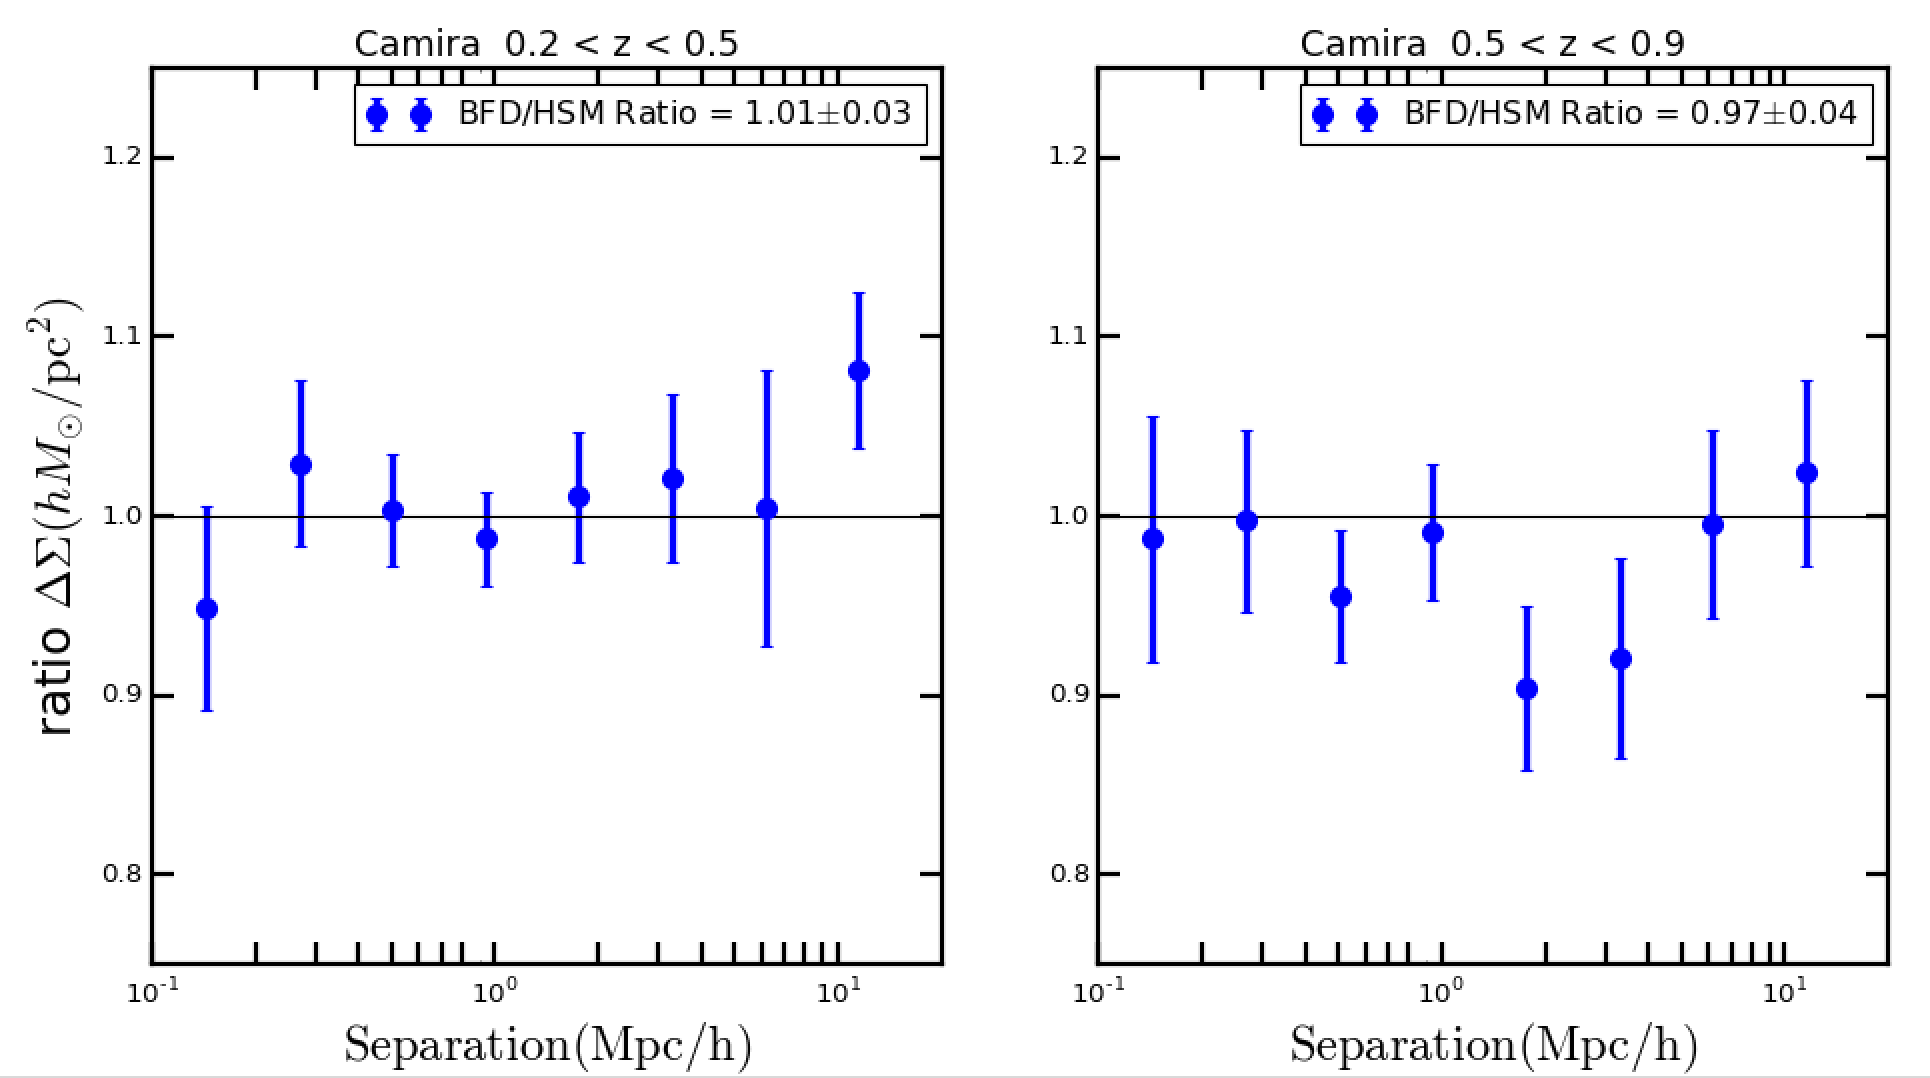 Camira 0.2 < z < 0.5
BFD/HSM Ratio = 1.01±0.03
1.2
1.1
1.0
0.9
0.8
ratio ΔΣ(hM⊙/pc²)
10⁻¹ 10⁰ 10¹
Separation(Mpc/h)
Camira 0.5 < z < 0.9
BFD/HSM Ratio = 0.97±0.04
1.2
1.1
1.0
0.9
0.8
10⁻¹ 10⁰ 10¹
Separation(Mpc/h)